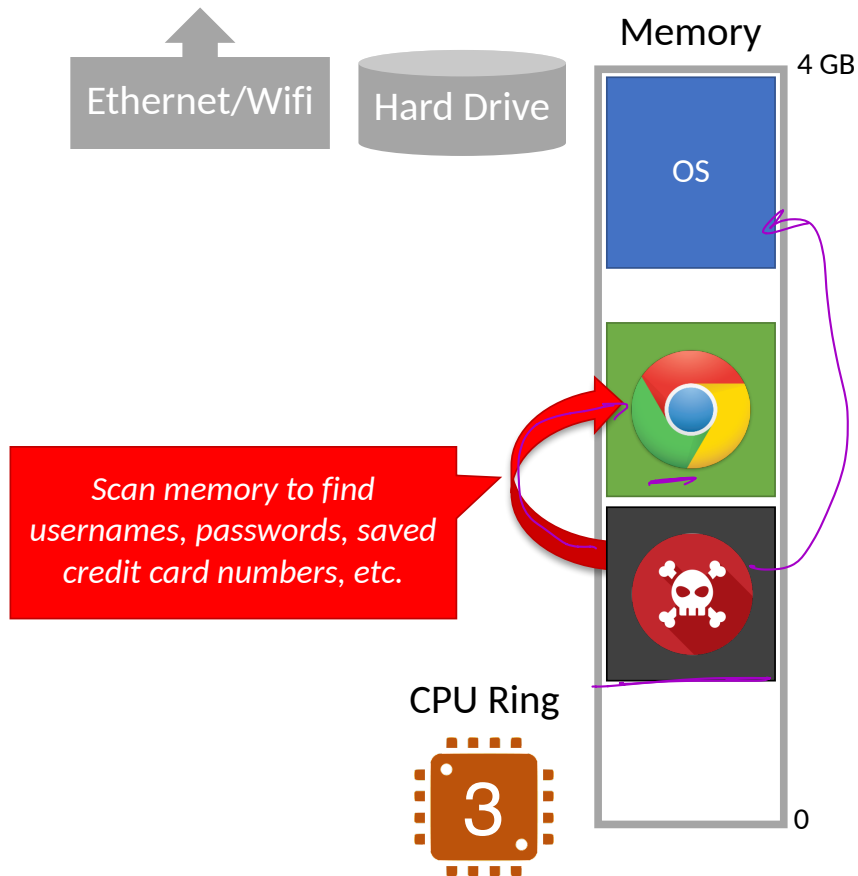 Memory
4 GB
Ethernet/Wifi
Hard Drive
OS
Scan memory to find
usernames, passwords, saved
credit card numbers, etc.
CPU Ring
3
0